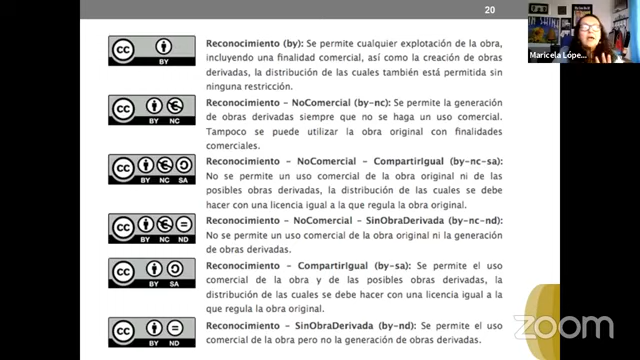 20
Maricela Lópe...
Reconocimiento (by): Se permite cualquier explotación de la obra,
incluyendo una finalidad comercial, así como la creación de obras
derivadas, la distribución de las cuales también está permitida sin
ninguna restricción.
cc
BY
Reconocimiento – NoComercial (by-nc): Se permite la generación
de obras derivadas siempre que no se haga un uso comercial.
Tampoco se puede utilizar la obra original con finalidades
comerciales.
cc
BY NC
Reconocimiento – NoComercial – CompartirIgual (by-nc-sa):
No se permite un uso comercial de la obra original ni de las
posibles obras derivadas, la distribución de las cuales se debe
hacer con una licencia igual a la que regula la obra original.
cc
BY NC SA
Reconocimiento – NoComercial – SinObraDerivada (by-nc-nd):
No se permite un uso comercial de la obra original ni la generación
de obras derivadas.
cc
BY NC ND
Reconocimiento – CompartirIgual (by-sa): Se permite el uso
comercial de la obra y de las posibles obras derivadas, la
distribución de las cuales se debe hacer con una licencia igual a la
que regula la obra original.
cc
BY SA
Reconocimiento – SinObraDerivada (by-nd): Se permite el uso
comercial de la obra pero no la generación de obras derivadas.
cc
BY ND
zoom